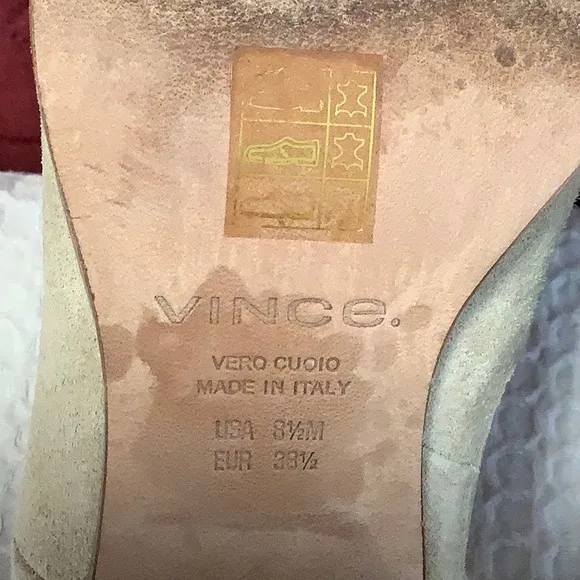 VINCe.
VERO CUOIO
MADE IN ITALY
USA 8½M
EUR 38½